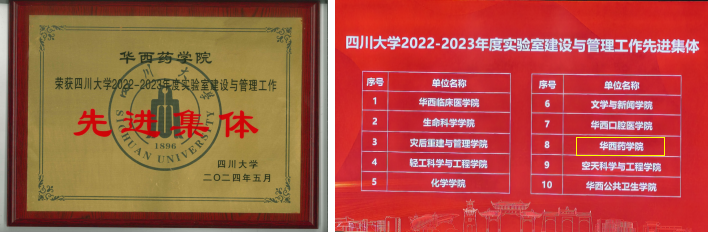 华西药学院
荣获四川大学2022-2023年度实验室建设与管理工作
先进集体
1896
SICHUAN UNIVERSITY
四川大学
二〇二四年五月
四川大学2022-2023年度实验室建设与管理工作先进集体
序号 单位名称
1 华西临床医学院
2 生命科学学院
3 灾后重建与管理学院
4 轻工科学与工程学院
5 化学学院
序号 单位名称
6 文学与新闻学院
7 华西口腔医学院
8 华西药学院
9 空天科学与工程学院
10 华西公共卫生学院